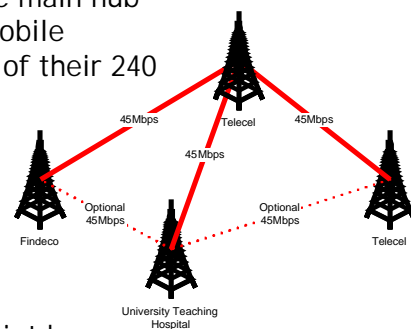 main hub
obile
of their 240
45Mbps
Telecel
45Mbps
45Mbps
Optional
45Mbps
Optional
45Mbps
Findeco
Telecel
University Teaching
Hospital